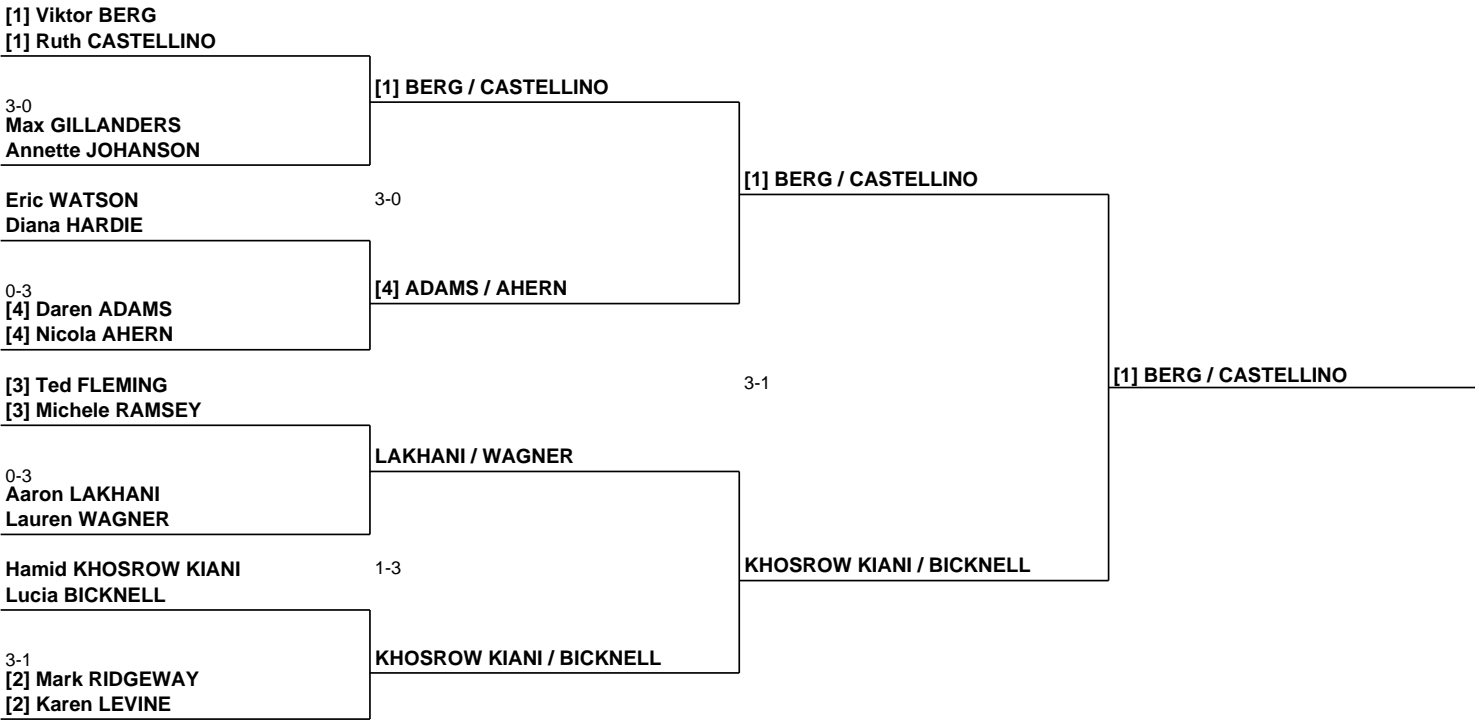 [1] Viktor BERG
[1] Ruth CASTELLINO
[1] BERG / CASTELLINO
3-0
Max GILLANDERS
Annette JOHANSON
[1] BERG / CASTELLINO
Eric WATSON
3-0
Diana HARDIE
[4] ADAMS / AHERN
0-3
[4] Daren ADAMS
[4] Nicola AHERN
[1] BERG / CASTELLINO
[3] Ted FLEMING
3-1
[3] Michele RAMSEY
LAKHANI / WAGNER
0-3
Aaron LAKHANI
Lauren WAGNER
KHOSROW KIANI / BICKNELL
Hamid KHOSROW KIANI
1-3
Lucia BICKNELL
KHOSROW KIANI / BICKNELL
3-1
[2] Mark RIDGEWAY
[2] Karen LEVINE